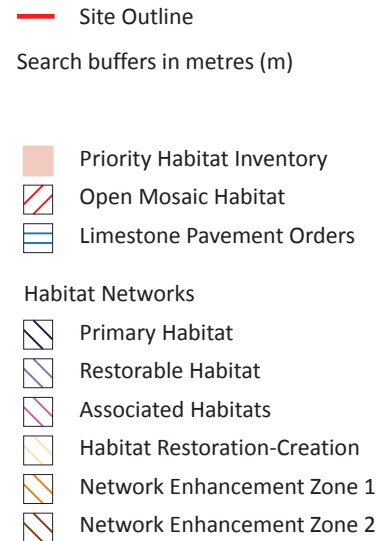 Site Outline
Search buffers in metres (m)
Priority Habitat Inventory
Open Mosaic Habitat
Limestone Pavement Orders
Habitat Networks
Primary Habitat
Restorable Habitat
Associated Habitats
Habitat Restoration-Creation
Network Enhancement Zone 1
Network Enhancement Zone 2